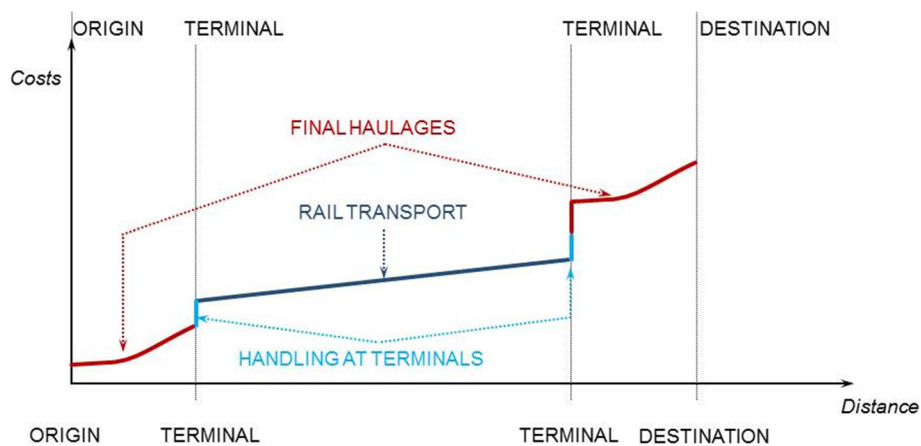 ORIGIN TERMINAL TERMINAL DESTINATION
Costs
FINAL HAULAGES
RAIL TRANSPORT
HANDLING AT TERMINALS
Distance
ORIGIN TERMINAL TERMINAL DESTINATION